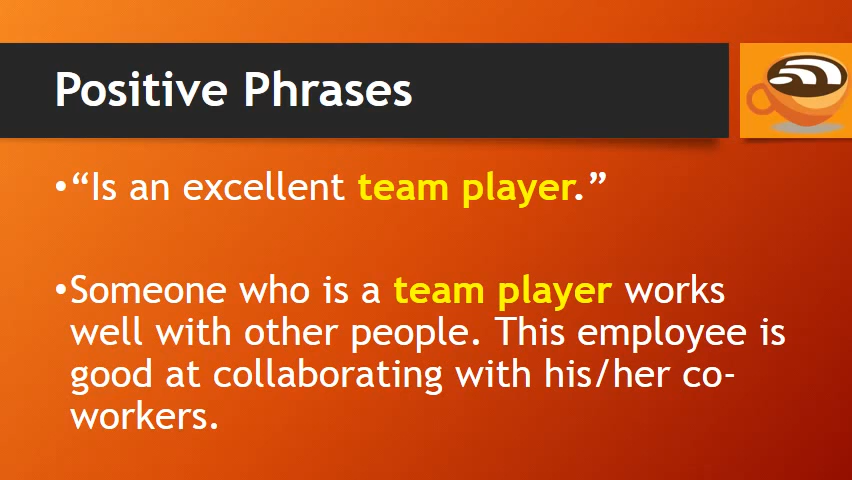 Positive Phrases
•“Is an excellent team player.”
•Someone who is a team player works
well with other people. This employee is
good at collaborating with his/her co-
workers.